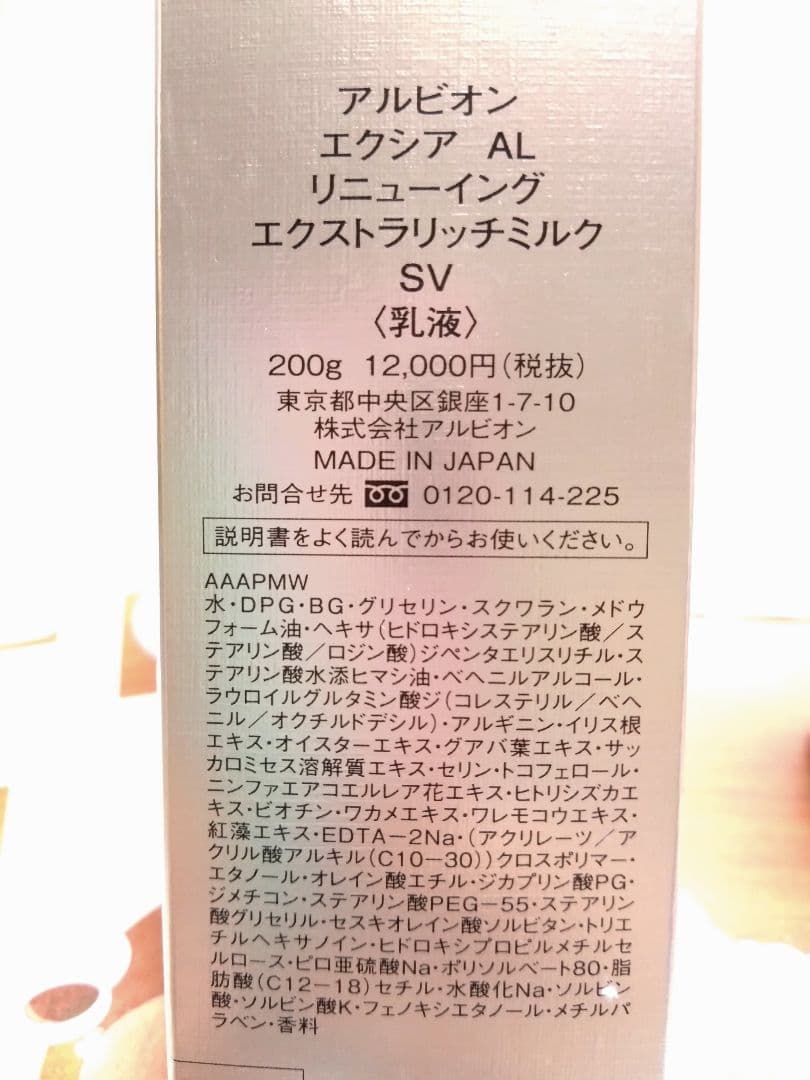 アルビオン
エクシア AL
リニューイング
エクストラリッチミルク
SV
〈乳液〉
200g 12,000円(税抜)
東京都中央区銀座1-7-10
株式会社アルビオン
MADE IN JAPAN
お問合せ先 0120-114-225
説明書をよく読んでからお使いください。
AAAPMW
水・DPG・BG・グリセリン・スクワラン・メドウ
フォーム油・ヘキサ(ヒドロキシステアリン酸/ス
テアリン酸/ロジン酸)ジペンタエリスリチル・ス
テアリン酸水添ヒマシ油・ベヘニルアルコール・
ラウロイルグルタミン酸ジ(コレステリル/ベヘ
ニル/オクチルドデシル)・アルギニン・イリス根
エキス・オイスターエキス・グアバ葉エキス・サッ
カロミセス溶解質エキス・セリン・トコフェロール・
ニンファエアコエルレア花エキス・ヒトリシズカエ
キス・ビオチン・ワカメエキス・ワレモコウエキス・
紅藻エキス・EDTA－2Na・(アクリレーツ/ア
クリル酸アルキル(C10－30))クロスポリマー・
エタノール・オレイン酸エチル・ジカプリン酸PG・
ジメチコン・ステアリン酸PEG－55・ステアリン
酸グリセリル・セスキオレイン酸ソルビタン・トリエ
チルヘキサノイン・ヒドロキシプロピルメチルセ
ルロース・ピロ亜硫酸Na・ポリソルベート80・脂
肪酸(C12－18)セチル・水酸化Na・ソルビン
酸・ソルビン酸K・フェノキシエタノール・メチルパ
ラベン・香料